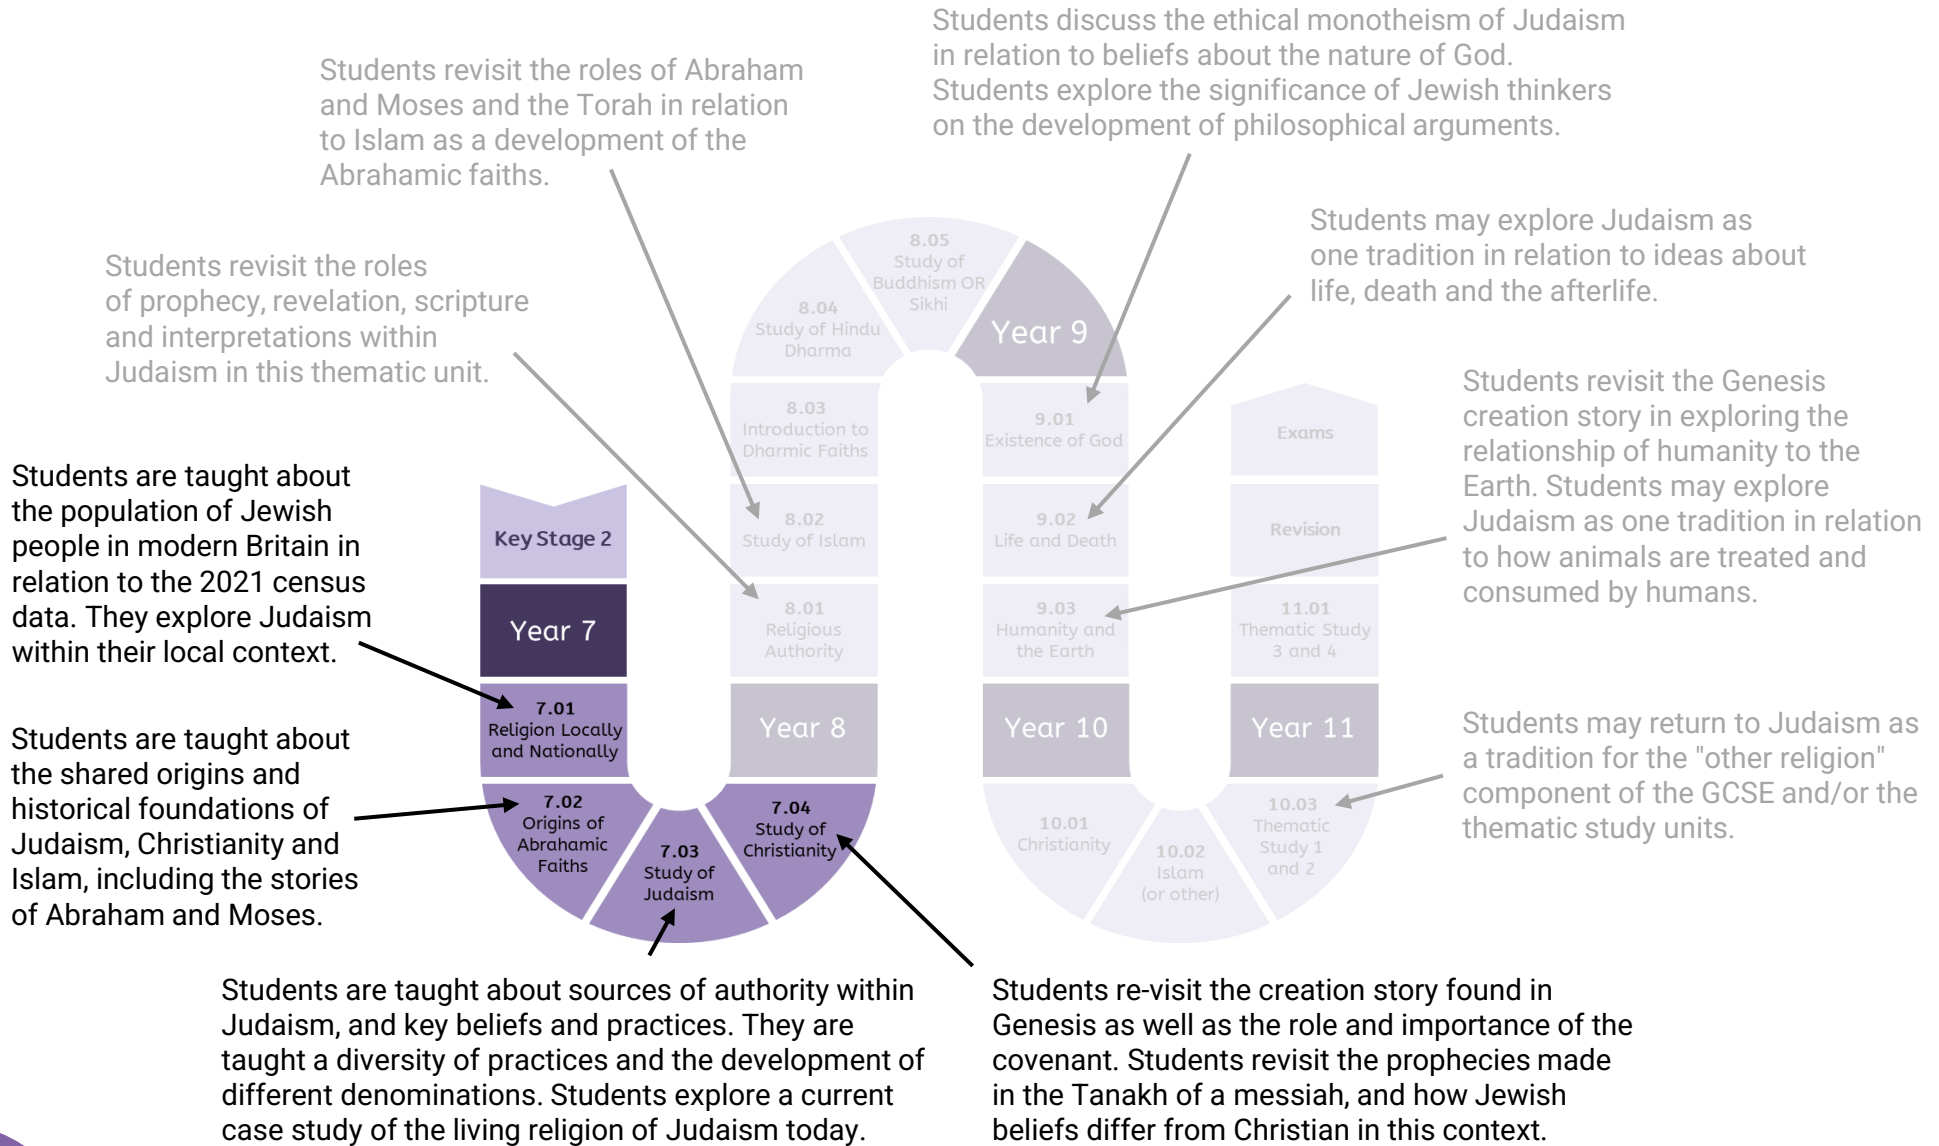 Students discuss the ethical monotheism of Judaism
in relation to beliefs about the nature of God.
Students explore the significance of Jewish thinkers
on the development of philosophical arguments.
Students revisit the roles of Abraham
and Moses and the Torah in relation
to Islam as a development of the
Abrahamic faiths.
Students may explore Judaism as
one tradition in relation to ideas about
life, death and the afterlife.
Students revisit the roles
of prophecy, revelation, scripture
and interpretations within
Judaism in this thematic unit.
Students revisit the Genesis
creation story in exploring the
relationship of humanity to the
Earth. Students may explore
Judaism as one tradition in relation
to how animals are treated and
consumed by humans.
Students are taught about
the population of Jewish
people in modern Britain in
relation to the 2021 census
data. They explore Judaism
within their local context.
Students are taught about
the shared origins and
historical foundations of
Judaism, Christianity and
Islam, including the stories
of Abraham and Moses.
Key Stage 2
Year 7
7.01
Religion Locally
and Nationally
7.02
Origins of
Abrahamic
Faiths
7.03
Study of
Judaism
7.04
Study of
Christianity
Year 8
8.01
Religious
Authority
8.02
Study of Islam
8.03
Introduction to
Dharmic Faiths
8.04
Study of Hindu
Dharma
8.05
Study of
Buddhism OR
Sikhi
Year 9
9.01
Existence of God
9.02
Life and Death
9.03
Humanity and
the Earth
Year 10
10.01
Christianity
10.02
Islam
(or other)
10.03
Thematic
Study 1
and 2
Year 11
11.01
Thematic Study
3 and 4
Revision
Exams
Students may return to Judaism as
a tradition for the "other religion"
component of the GCSE and/or the
thematic study units.
Students are taught about sources of authority within
Judaism, and key beliefs and practices. They are
taught a diversity of practices and the development of
different denominations. Students explore a current
case study of the living religion of Judaism today.
Students re-visit the creation story found in
Genesis as well as the role and importance of the
covenant. Students revisit the prophecies made
in the Tanakh of a messiah, and how Jewish
beliefs differ from Christian in this context.